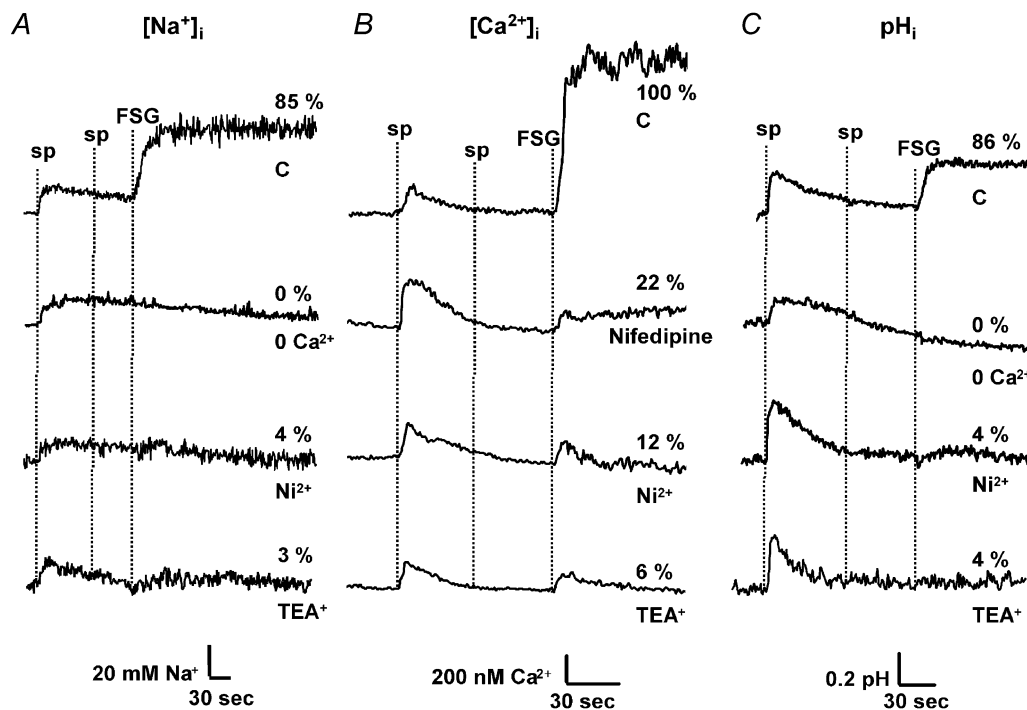 A [Na⁺]ᵢ B [Ca²⁺]ᵢ C pHᵢ
85 %
FSG
sp
sp
C
100 %
C
FSG
sp
sp
86 %
sp
sp
FSG
C
0 %
0 Ca²⁺
22 %
Nifedipine
0 %
0 Ca²⁺
4 %
Ni²⁺
12 %
Ni²⁺
4 %
Ni²⁺
3 %
TEA⁺
6 %
TEA⁺
4 %
TEA⁺
20 mM Na⁺
30 sec
200 nM Ca²⁺
30 sec
0.2 pH
30 sec